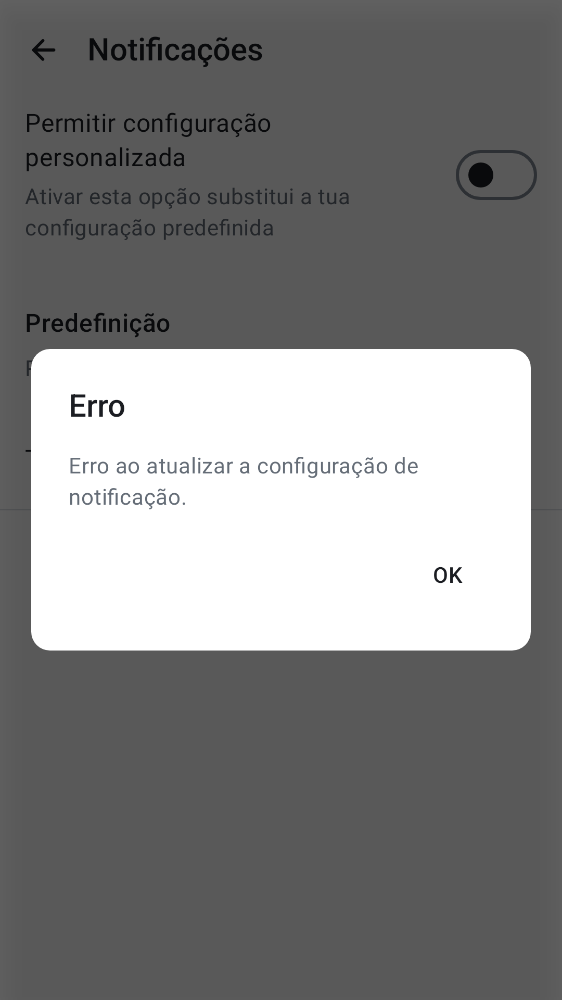 Notificações
Permitir configuração
personalizada
Ativar esta opção substitui a tua
configuração predefinida
Predefinição
Erro
Erro ao atualizar a configuração de
notificação.
OK